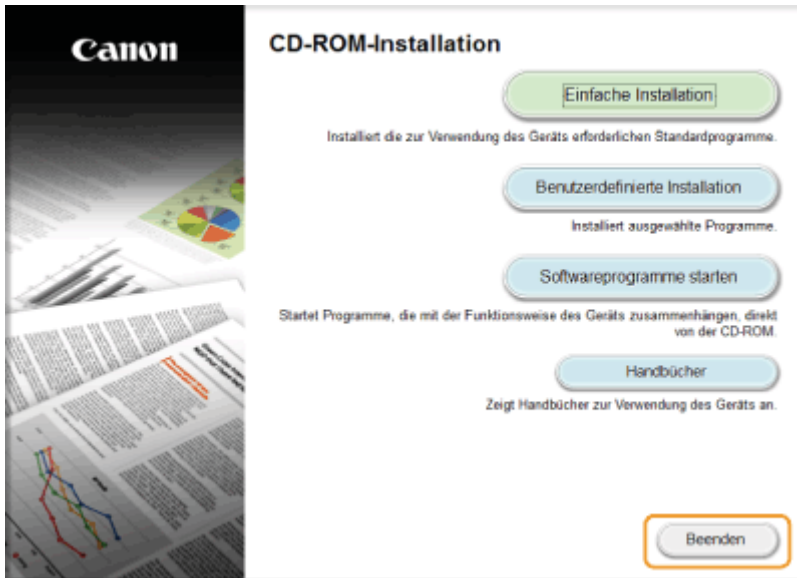 Canon
CD-ROM-Installation
Einfache Installation
Installiert die zur Verwendung des Geräts erforderlichen Standardprogramme.
Benutzerdefinierte Installation
Installiert ausgewählte Programme.
Softwareprogramme starten
Startet Programme, die mit der Funktionsweise des Geräts zusammenhängen, direkt
von der CD-ROM.
Handbücher
Zeigt Handbücher zur Verwendung des Geräts an.
Beenden